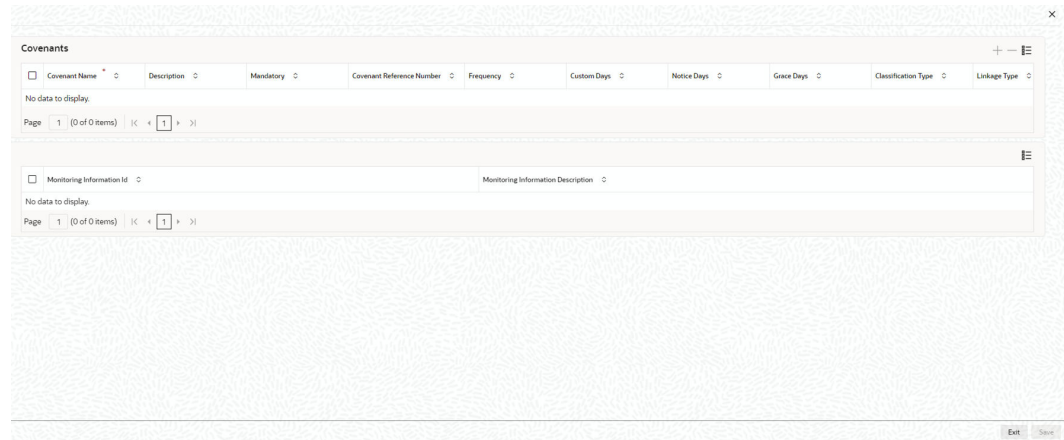 Covenants
Covenant Name * Description Mandatory Covenant Reference Number Frequency Custom Days Notice Days Grace Days Classification Type Linkage Type
No data to display.
Page 1 (0 of 0 items) 1
Monitoring Information Id Monitoring Information Description
No data to display.
Page 1 (0 of 0 items) 1
Exit Save